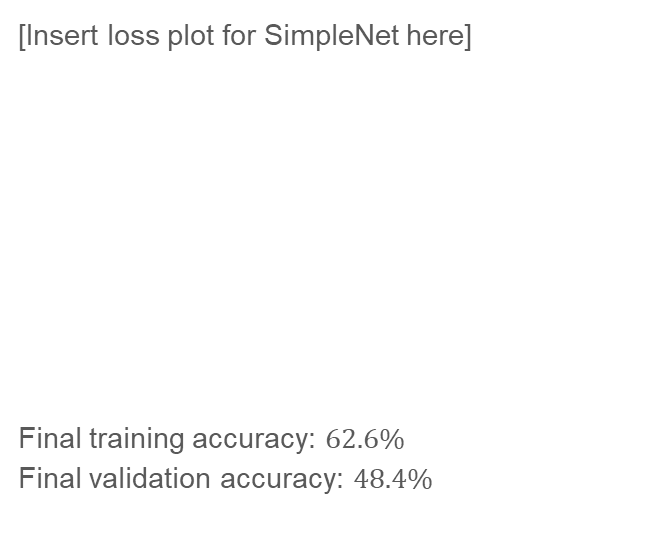 [Insert loss plot for SimpleNet here]
Final training accuracy: 62.6%
Final validation accuracy: 48.4%